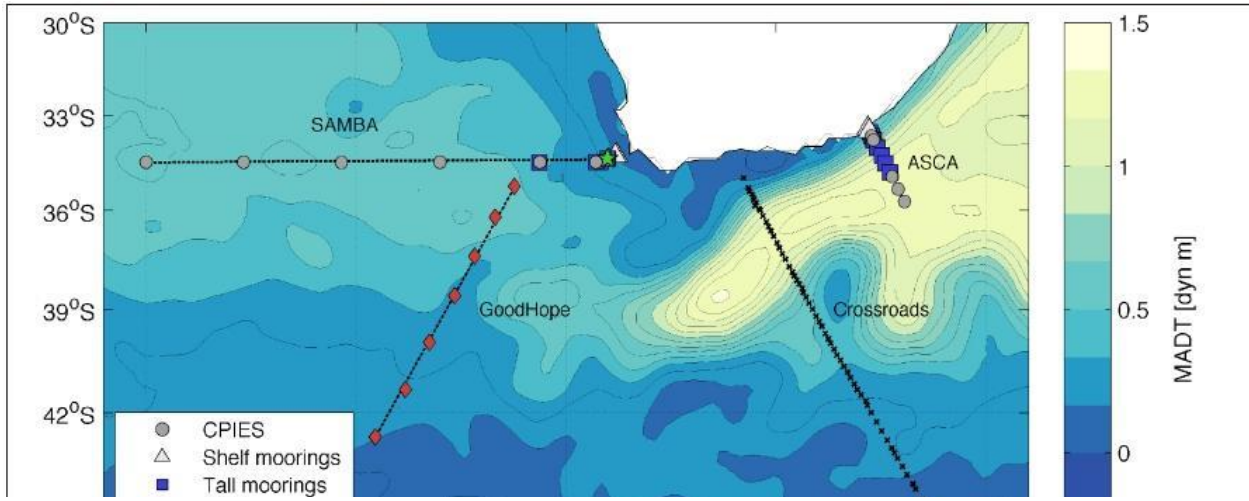 30°S
33°S
36°S
39°S
42°S
SAMBA
ASCA
GoodHope
Crossroads
CPIES
Shelf moorings
Tall moorings
1.5
1
0.5
0
MADT [dyn m]